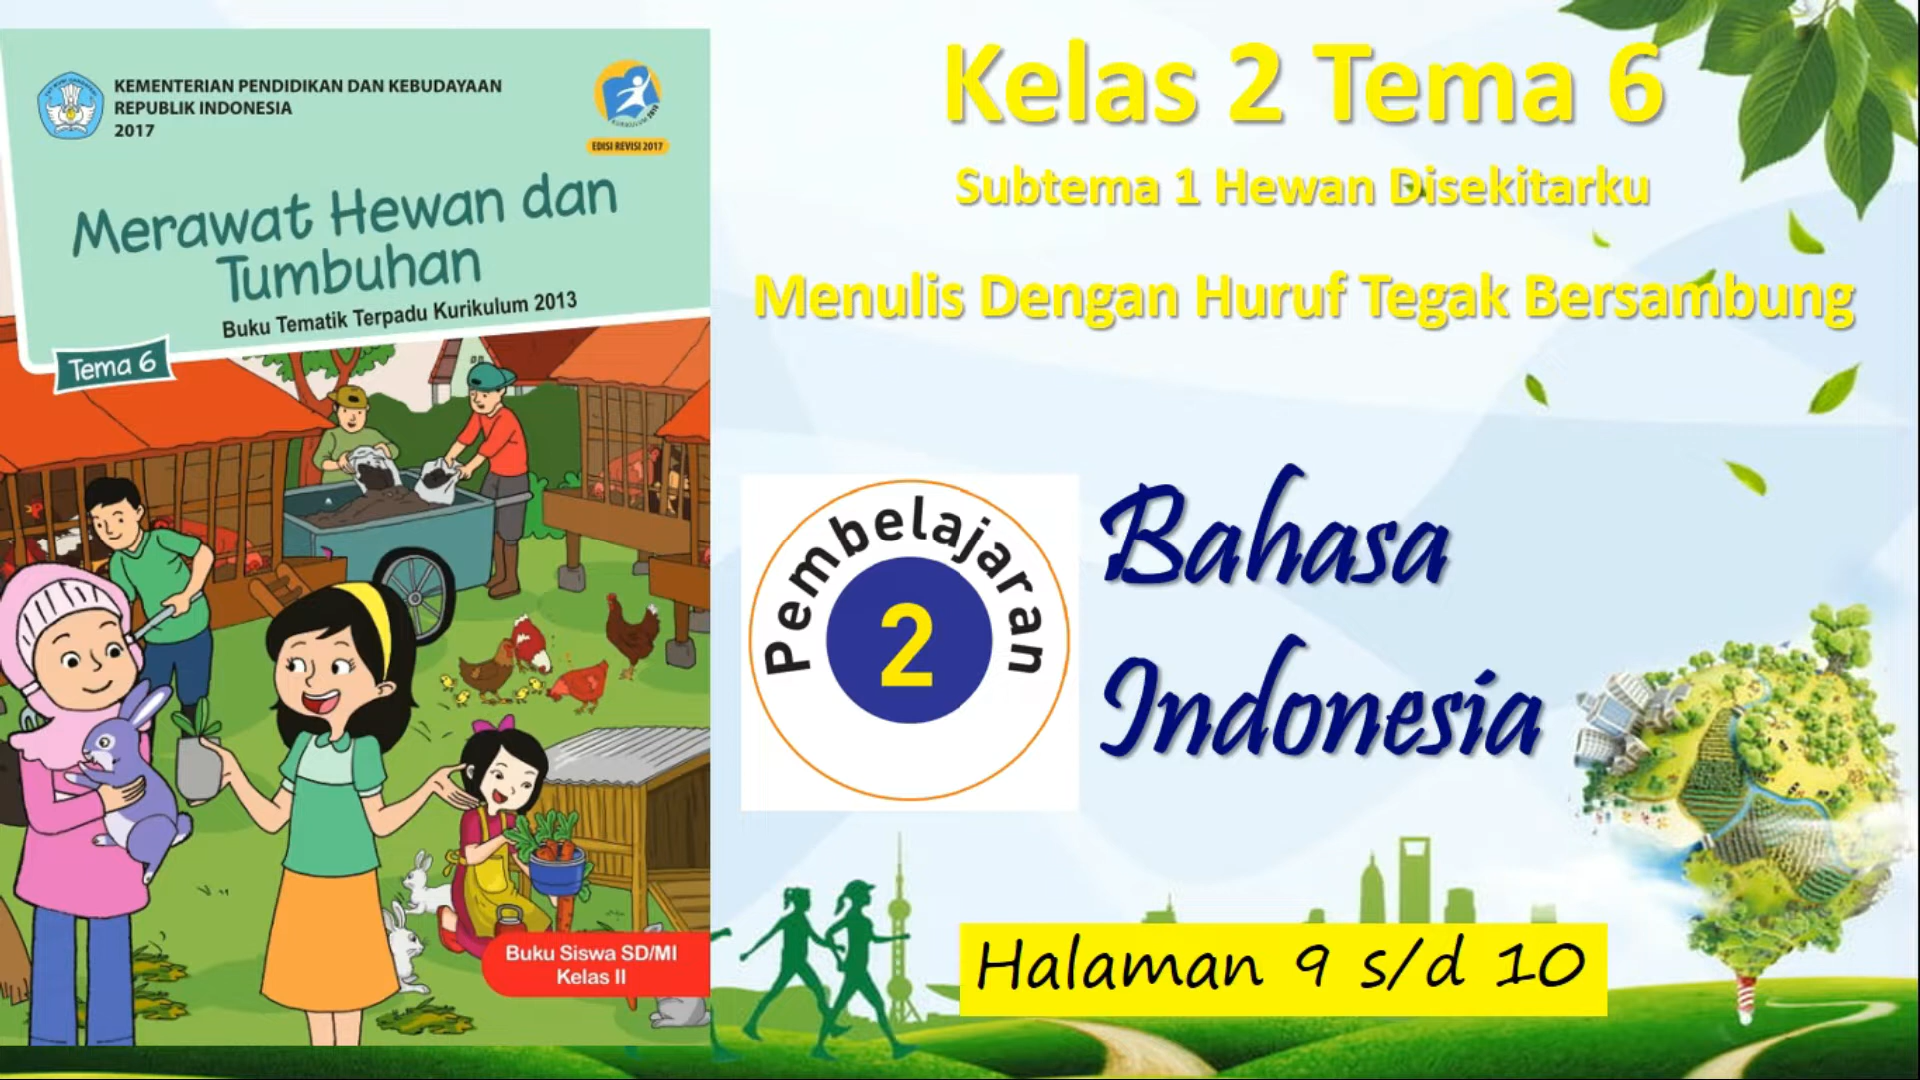 KEMENTERIAN PENDIDIKAN DAN KEBUDAYAAN
REPUBLIK INDONESIA
2017
KURIKULUM 2013
EDISI REVISI 2017
Merawat Hewan dan
Tumbuhan
Buku Tematik Terpadu Kurikulum 2013
Tema 6
Buku Siswa SD/MI
Kelas II
Kelas 2 Tema 6
Subtema 1 Hewan Disekitarku
Menulis Dengan Huruf Tegak Bersambung
Pembelajaran
2
Bahasa
Indonesia
Halaman 9 s/d 10